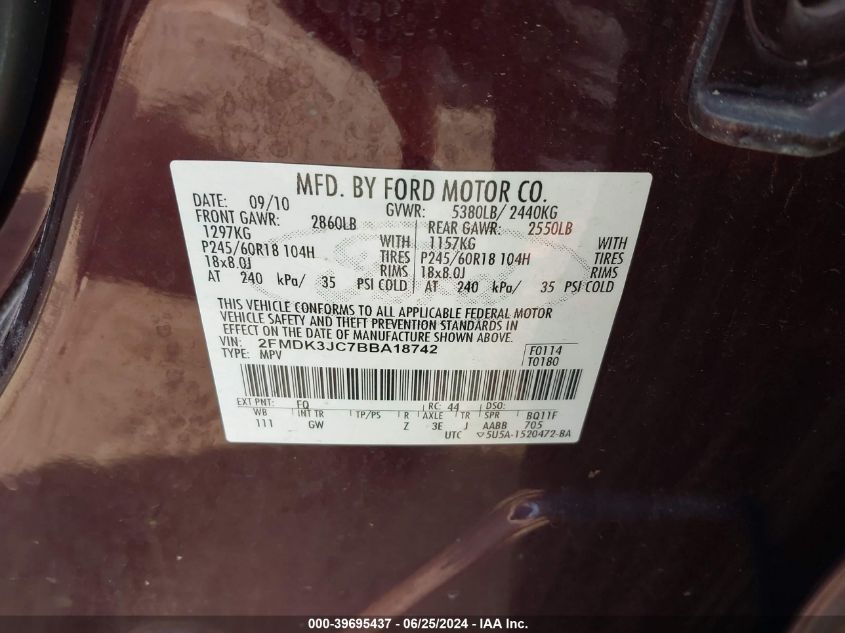 MFD. BY FORD MOTOR CO.
DATE: 09/10 GVWR: 5380LB/ 2440KG
FRONT GAWR: 2860LB REAR GAWR: 2550LB
1297KG WITH 1157KG WITH
P245/60R18 104H TIRES P245/60R18 104H TIRES
18x8.0J RIMS 18x8.0J RIMS
AT 240 kPa/ 35 PSI COLD AT 240 kPa/ 35 PSI COLD
THIS VEHICLE CONFORMS TO ALL APPLICABLE FEDERAL MOTOR
VEHICLE SAFETY AND THEFT PREVENTION STANDARDS IN
EFFECT ON THE DATE OF MANUFACTURE SHOWN ABOVE.
VIN: 2FMDK3JC7BBA18742 F0114
TYPE: MPV T0180
EXT PNT: FQ RC: 44 DSO:
WB INT TR TP/PS R AXLE TR SPR BQ11F
111 GW Z 3E J AABB 705
UTC 5U5A-1520472-BA
000-39695437 - 06/25/2024 - IAA Inc.